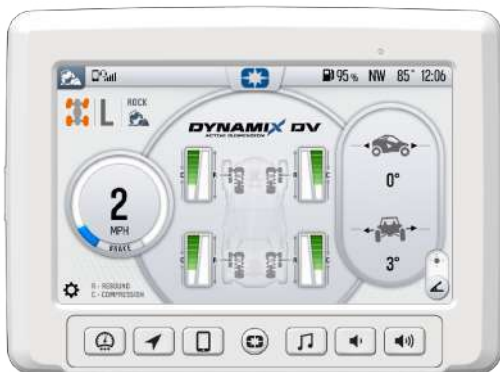 95% NW 85° 12:06
L ROCK
DYNAMIX DV
ACTIVE SUSPENSION
2
MPH
BRAKE
0°
3°
R - REBOUND
C - COMPRESSION